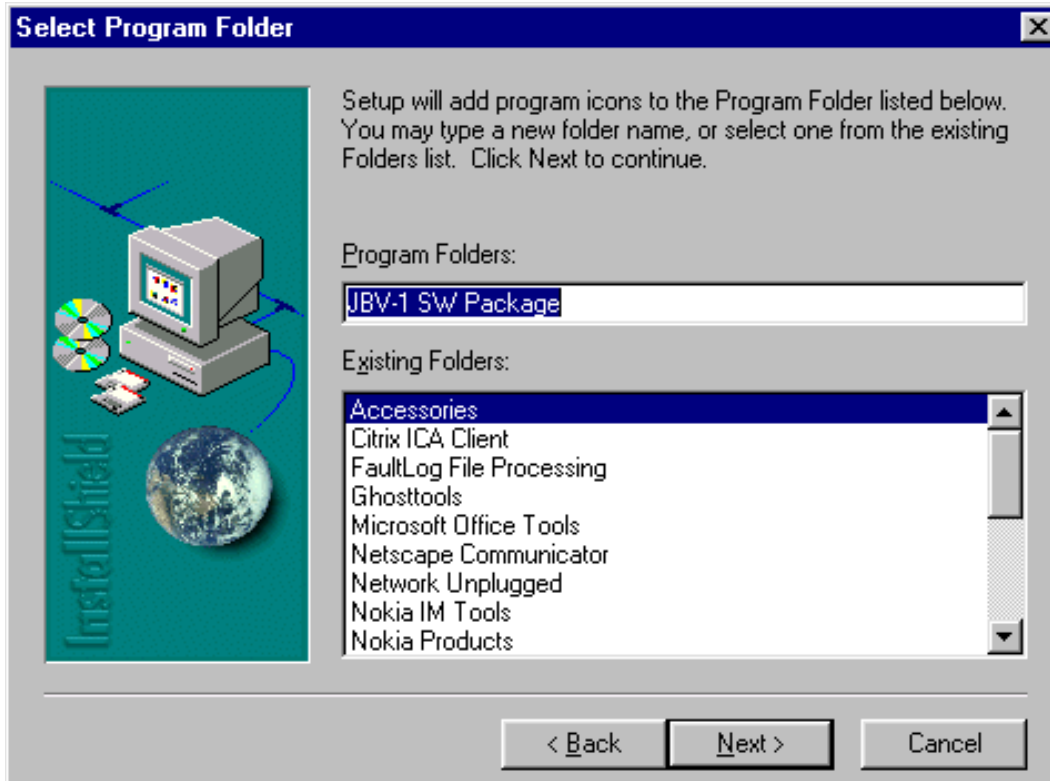 Select Program Folder
Setup will add program icons to the Program Folder listed below.
You may type a new folder name, or select one from the existing
Folders list.  Click Next to continue.
Program Folders:
JBV-1 SW Package
Existing Folders:
Accessories
Citrix ICA Client
FaultLog File Processing
Ghosttools
Microsoft Office Tools
Netscape Communicator
Network Unplugged
Nokia IM Tools
Nokia Products
InstallShield
< Back
Next >
Cancel